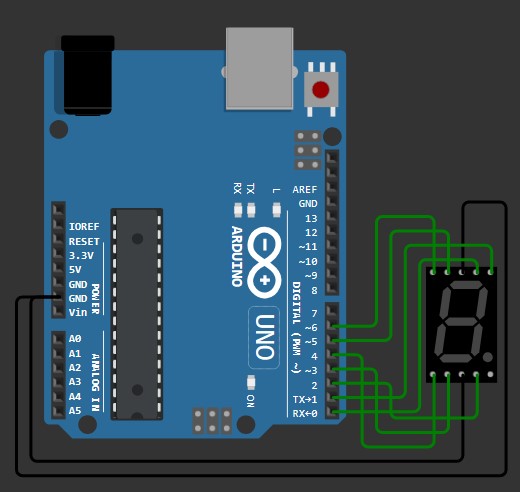 RX
TX
L
AREF
GND
13
12
~11
~10
~9
8
7
~6
~5
4
~3
2
TX→1
RX←0
DIGITAL (PWM ~)
ARDUINO
UNO
ON
IOREF
RESET
3.3V
5V
GND
GND
Vin
POWER
A0
A1
A2
A3
A4
A5
ANALOG IN